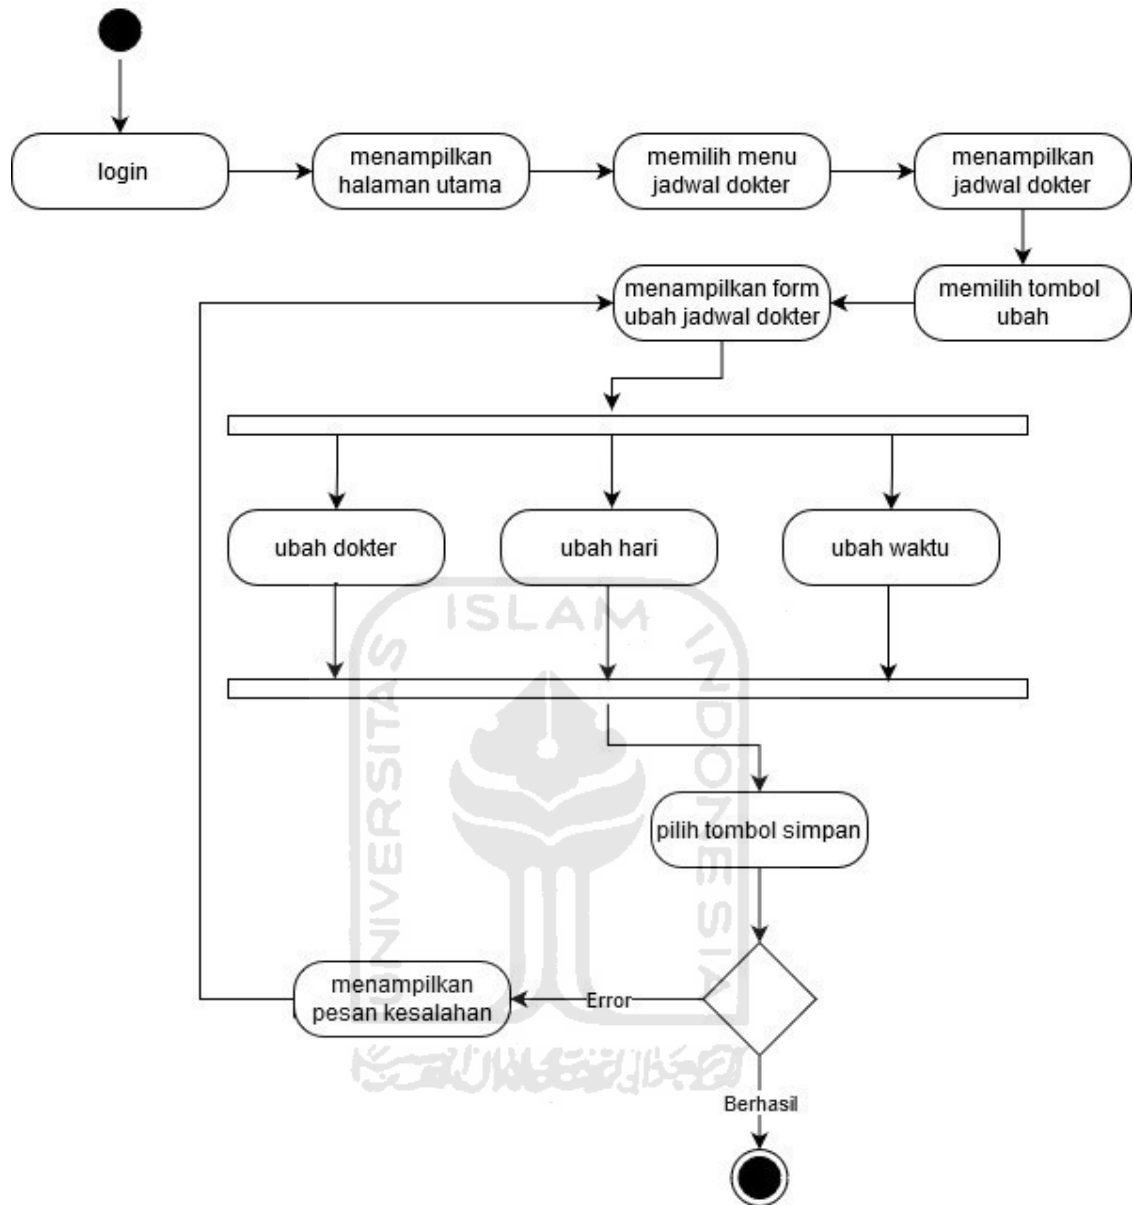 login
menampilkan
halaman utama
memilih menu
jadwal dokter
menampilkan
jadwal dokter
menampilkan form
ubah jadwal dokter
memilih tombol
ubah
ubah dokter
ubah hari
ubah waktu
UNIVERSITAS
ISLAM
INDONESIA
pilih tombol simpan
menampilkan
pesan kesalahan
Error
Berhasil